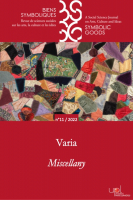 BIENS
SYMBOLIQUES
Revue de sciences sociales
sur les arts, la culture et les idées
A Social Science Journal
on Arts, Culture and Ideas
SYMBOLIC
GOODS
n°11 / 2022
Varia
Miscellany